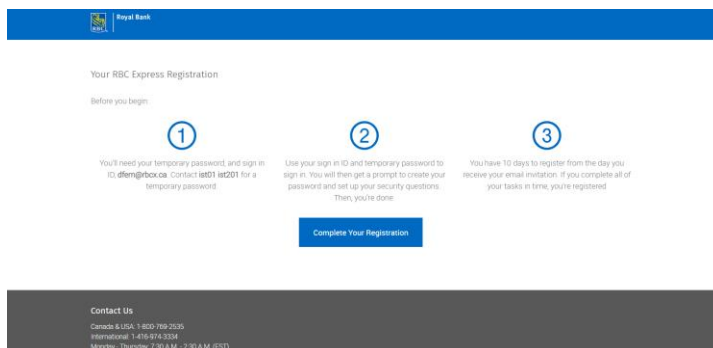 RBC
Royal Bank
Your RBC Express Registration
Before you begin:
1
You'll need your temporary password, and sign in
ID, dfern@rbcx.ca. Contact ist01 ist201 for a
temporary password
2
Use your sign in ID and temporary password to
sign in. You will then get a prompt to create your
password and set up your security questions.
Then, you're done
3
You have 10 days to register from the day you
receive your email invitation. If you complete all of
your tasks in time, you're registered
Complete Your Registration
Contact Us
Canada & USA: 1-800-769-2535
International: 1-416-974-3334
Monday - Thursday: 7:30 A.M. - 2:30 A.M. (EST)